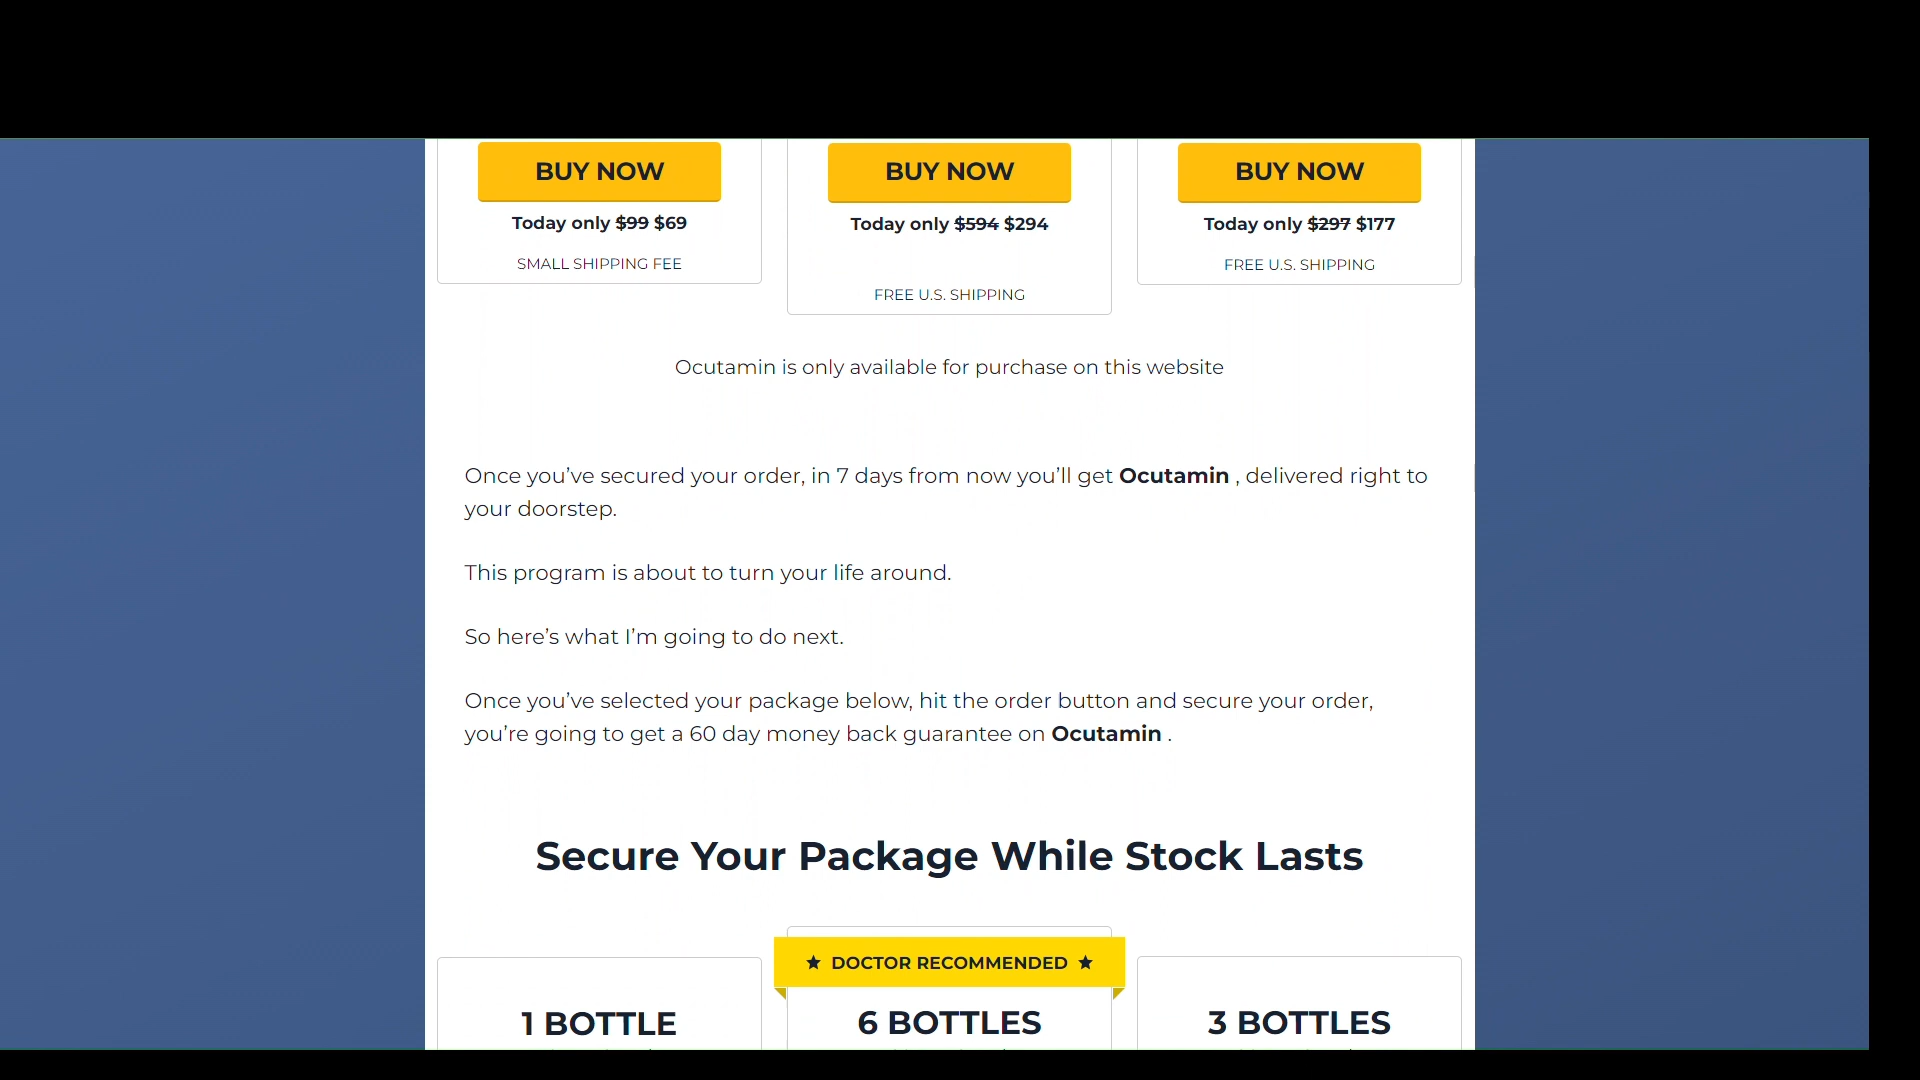 BUY NOW
Today only $99 $69
SMALL SHIPPING FEE
BUY NOW
Today only $594 $294
FREE U.S. SHIPPING
BUY NOW
Today only $297 $177
FREE U.S. SHIPPING
Ocutamin is only available for purchase on this website
Once you’ve secured your order, in 7 days from now you’ll get Ocutamin , delivered right to
your doorstep.
This program is about to turn your life around.
So here’s what I’m going to do next.
Once you’ve selected your package below, hit the order button and secure your order,
you’re going to get a 60 day money back guarantee on Ocutamin .
Secure Your Package While Stock Lasts
1 BOTTLE
★ DOCTOR RECOMMENDED ★
6 BOTTLES
3 BOTTLES